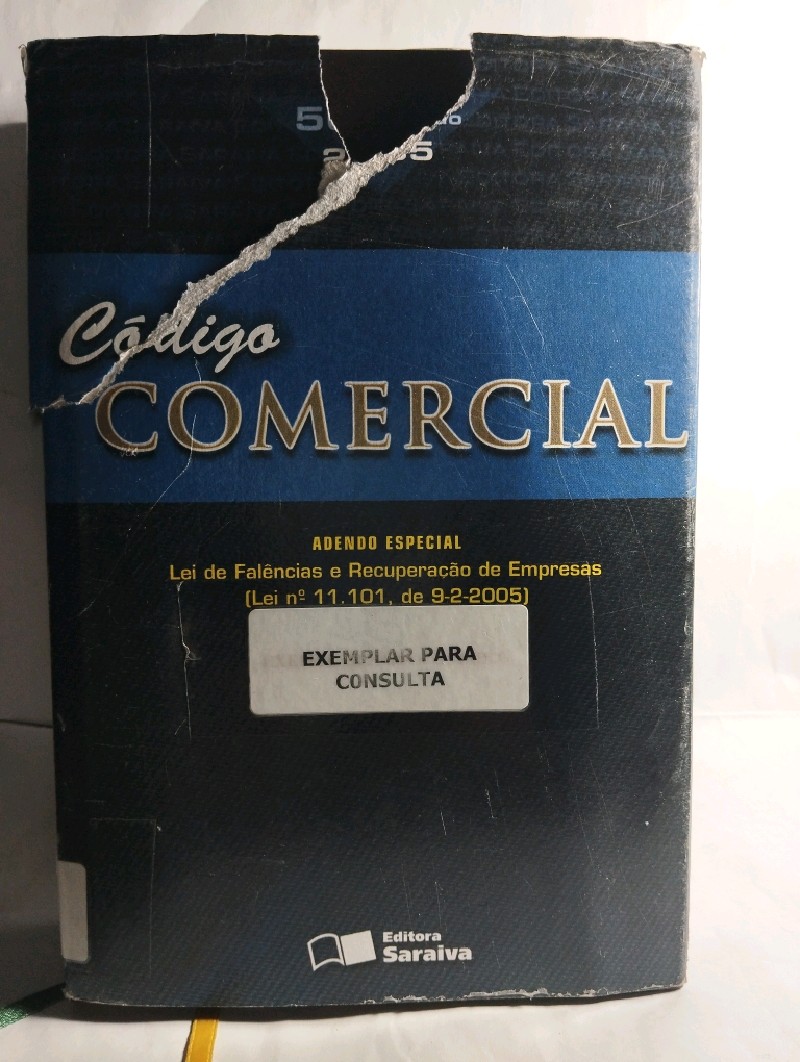 Código
COMERCIAL
ADENDO ESPECIAL
Lei de Falências e Recuperação de Empresas
(Lei nº 11.101, de 9-2-2005)
EXEMPLAR PARA
CONSULTA
Editora
Saraiva